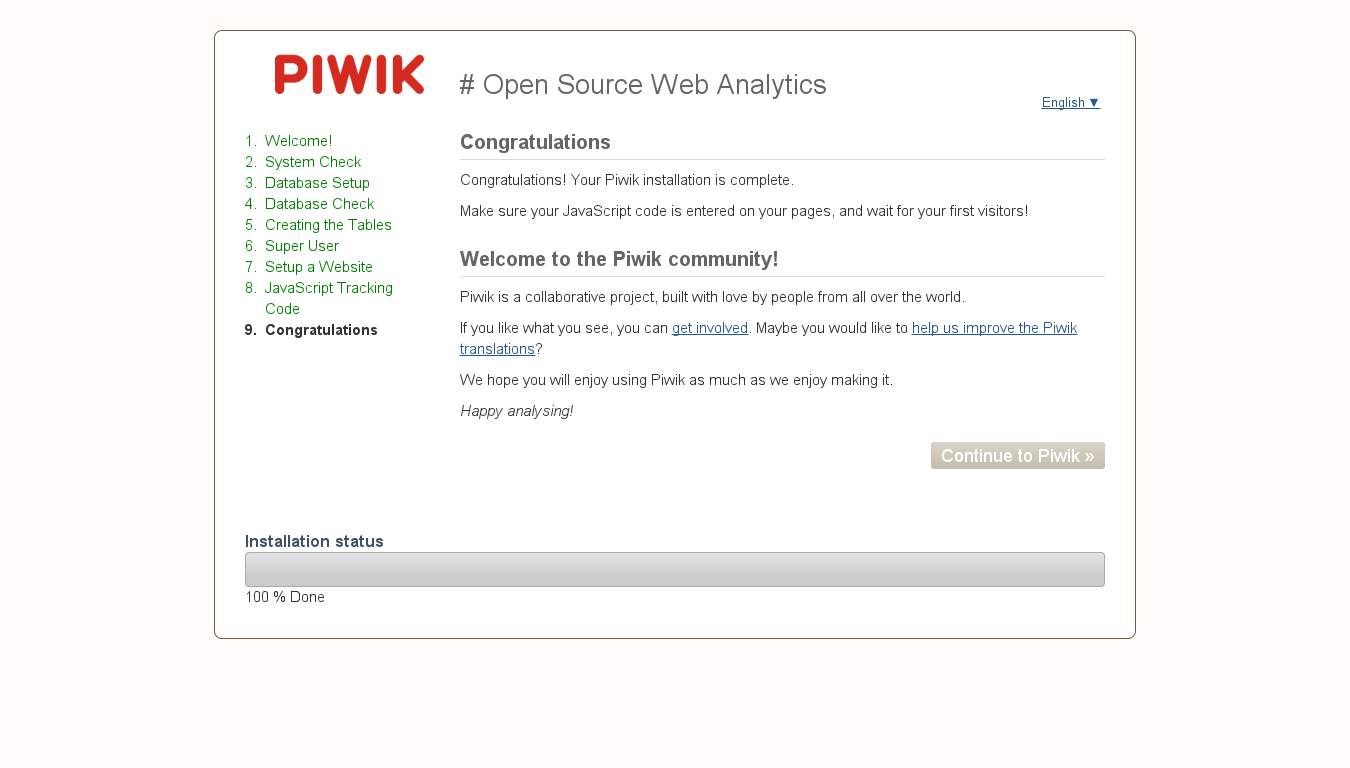 PIWIK
# Open Source Web Analytics
English ▼
1. Welcome!
2. System Check
3. Database Setup
4. Database Check
5. Creating the Tables
6. Super User
7. Setup a Website
8. JavaScript Tracking
Code
9. Congratulations
Congratulations
Congratulations! Your Piwik installation is complete.
Make sure your JavaScript code is entered on your pages, and wait for your first visitors!
Welcome to the Piwik community!
Piwik is a collaborative project, built with love by people from all over the world.
If you like what you see, you can get involved. Maybe you would like to help us improve the Piwik
translations?
We hope you will enjoy using Piwik as much as we enjoy making it.
Happy analysing!
Continue to Piwik »
Installation status
100 % Done